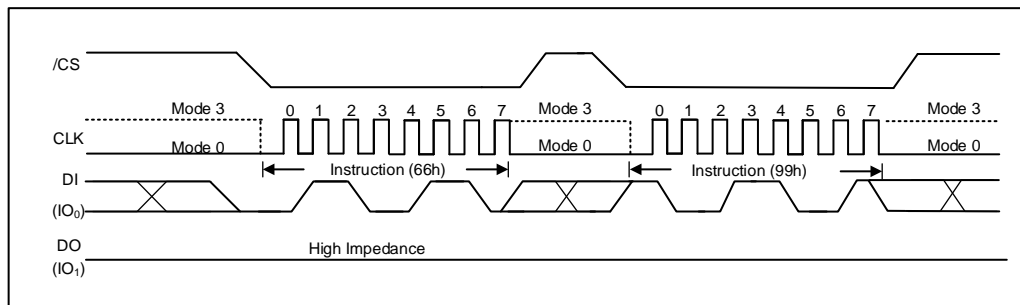 /CS
Mode 3 0 1 2 3 4 5 6 7 Mode 3 0 1 2 3 4 5 6 7 Mode 3
CLK Mode 0 Mode 0 Mode 0
Instruction (66h) Instruction (99h)
DI
(IO₀)
DO High Impedance
(IO₁)